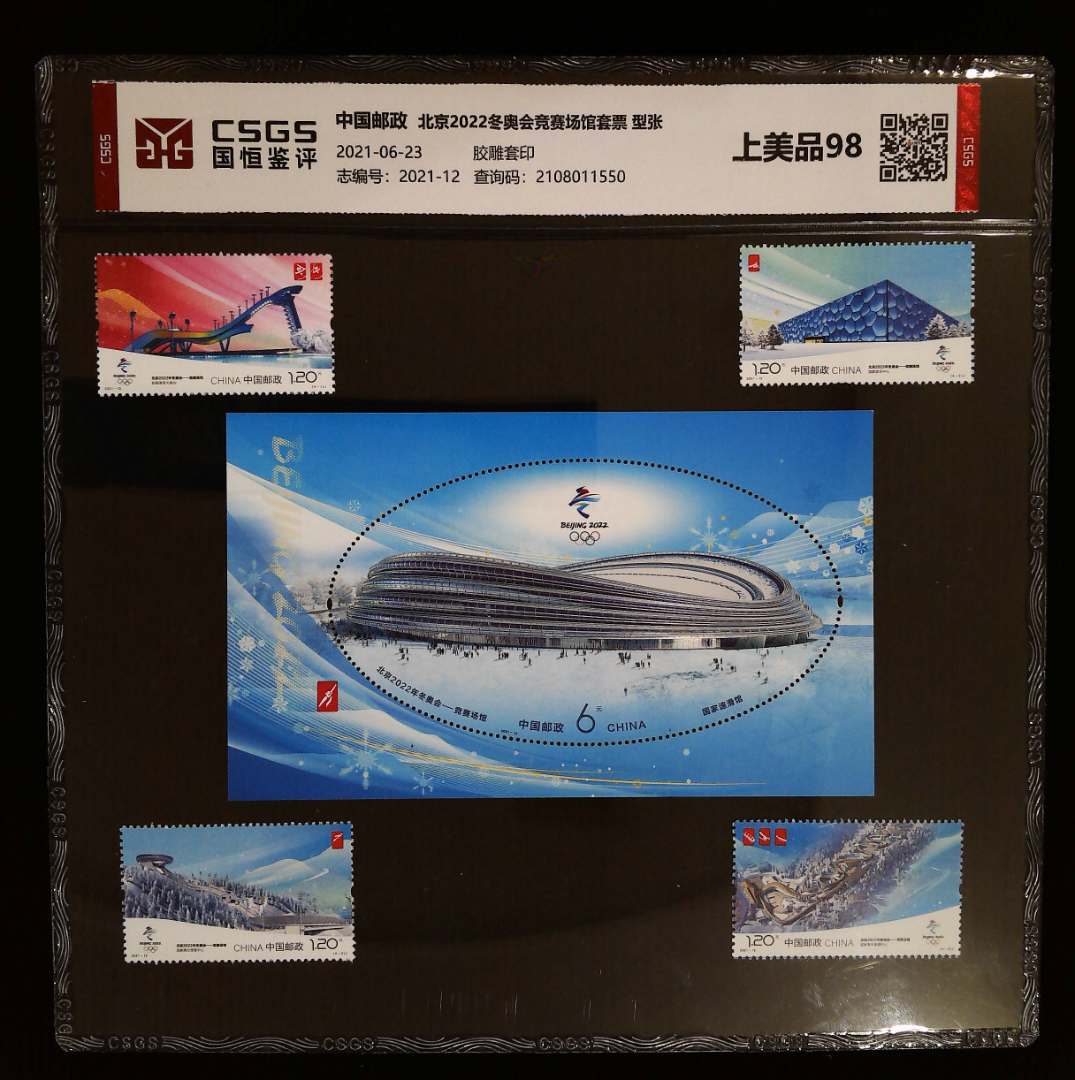 CSGS
国恒鉴评
中国邮政 北京2022冬奥会竞赛场馆套票 型张
2021-06-23 胶雕套印
志编号：2021-12 查询码：2108011550
上美品98
CSGS
CSGS
CHINA 中国邮政 1.20元
1.20元 中国邮政 CHINA
BEIJING 2022
北京2022年冬奥会——竞赛场馆
中国邮政 6元 CHINA
国家速滑馆
CHINA 中国邮政 1.20元
1.20元 中国邮政 CHINA
CSGS
CSGS
CSGS